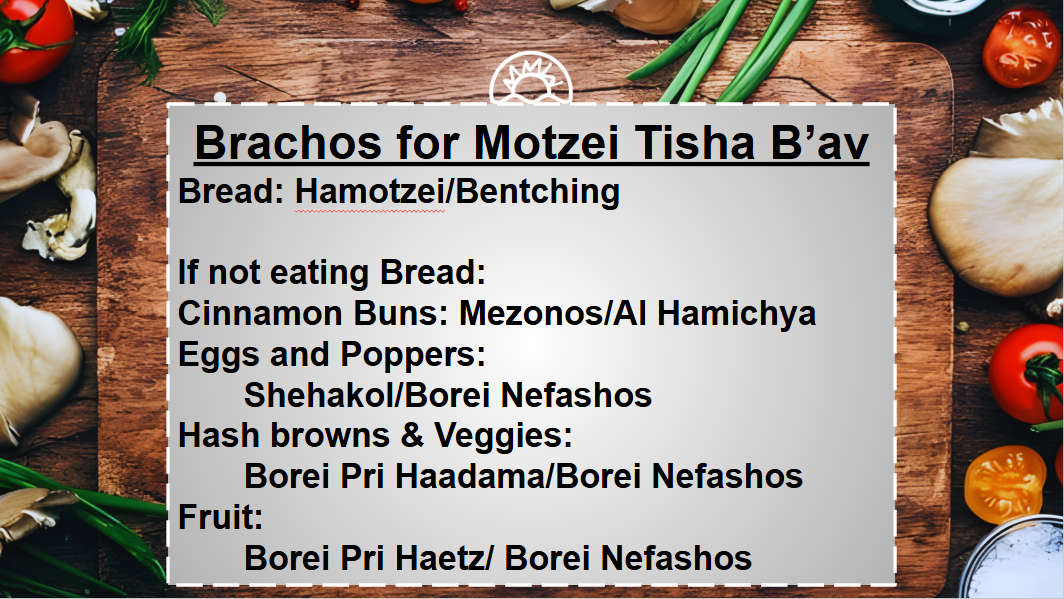 Brachos for Motzei Tisha B’av
Bread: Hamotzei/Bentching
If not eating Bread:
Cinnamon Buns: Mezonos/Al Hamichya
Eggs and Poppers:
Shehakol/Borei Nefashos
Hash browns & Veggies:
Borei Pri Haadama/Borei Nefashos
Fruit:
Borei Pri Haetz/ Borei Nefashos